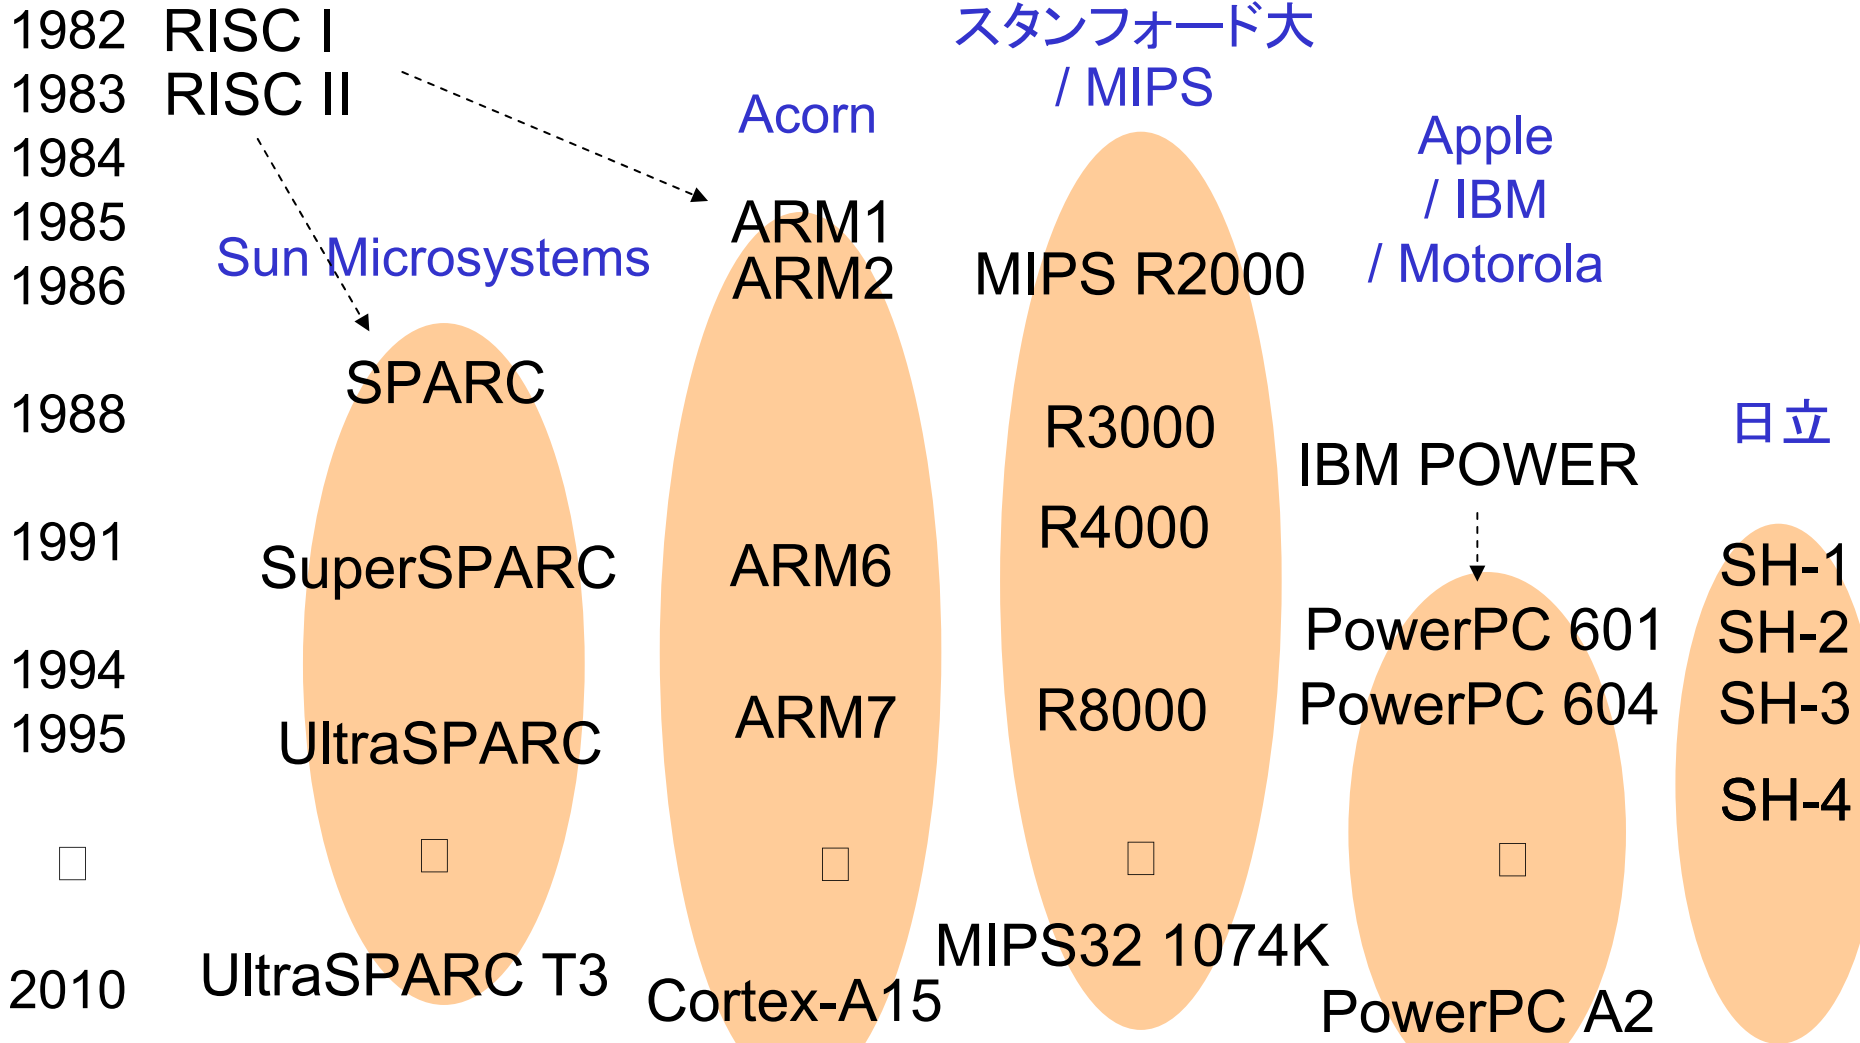 1982 RISC I スタンフォード大
1983 RISC II / MIPS
Acorn
1984 Apple
1985 ARM1 / IBM
Sun Microsystems / Motorola
1986 ARM2 MIPS R2000
SPARC
1988 R3000 日立
IBM POWER
R4000
1991 SuperSPARC ARM6 SH-1
PowerPC 601 SH-2
1994
1995 UltraSPARC ARM7 R8000 PowerPC 604 SH-3
SH-4
MIPS32 1074K
2010 UltraSPARC T3 Cortex-A15 PowerPC A2